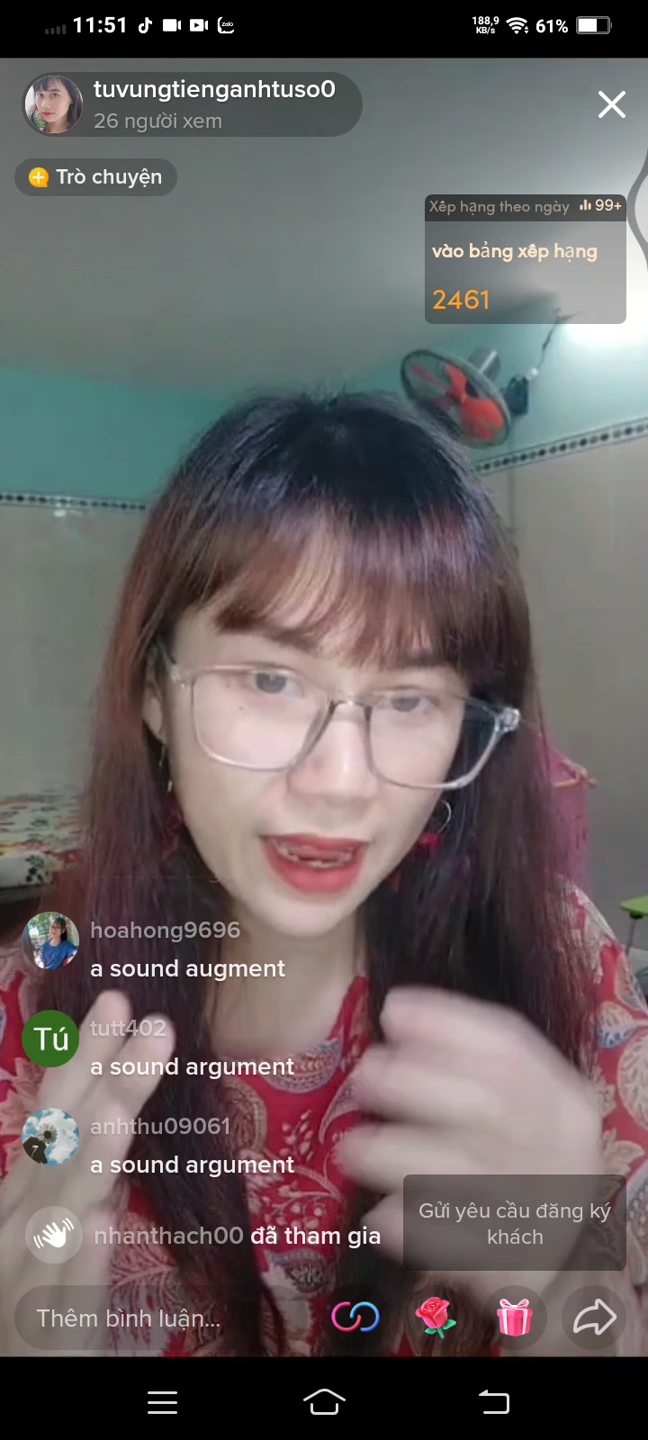 11:51
188,9 KB/s
61%
tuvungtienganhtuso0
26 người xem
Trò chuyện
Xếp hạng theo ngày 99+
vào bảng xếp hạng
2461
hoahong9696
a sound augment
Tú
tutt402
a sound argument
anhthu09061
a sound argument
nhanthach00 đã tham gia
Gửi yêu cầu đăng ký
khách
Thêm bình luận...